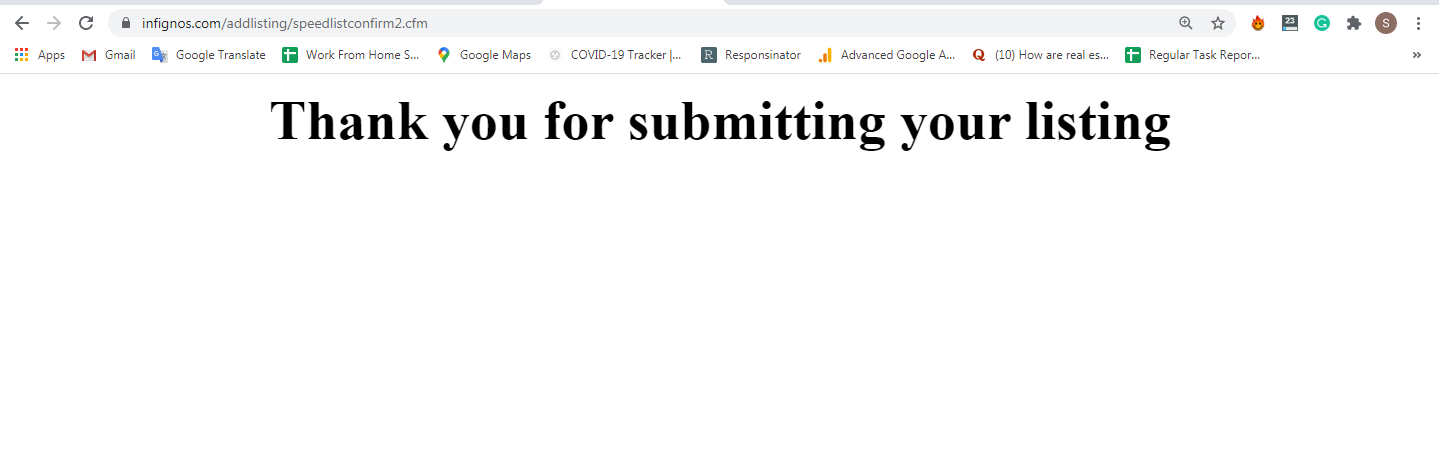 infignos.com/addlisting/speedlistconfirm2.cfm
23
G
S
Apps Gmail Google Translate Work From Home S... Google Maps COVID-19 Tracker |... R Responsinator Advanced Google A... Q (10) How are real es... Regular Task Repor... »
Thank you for submitting your listing